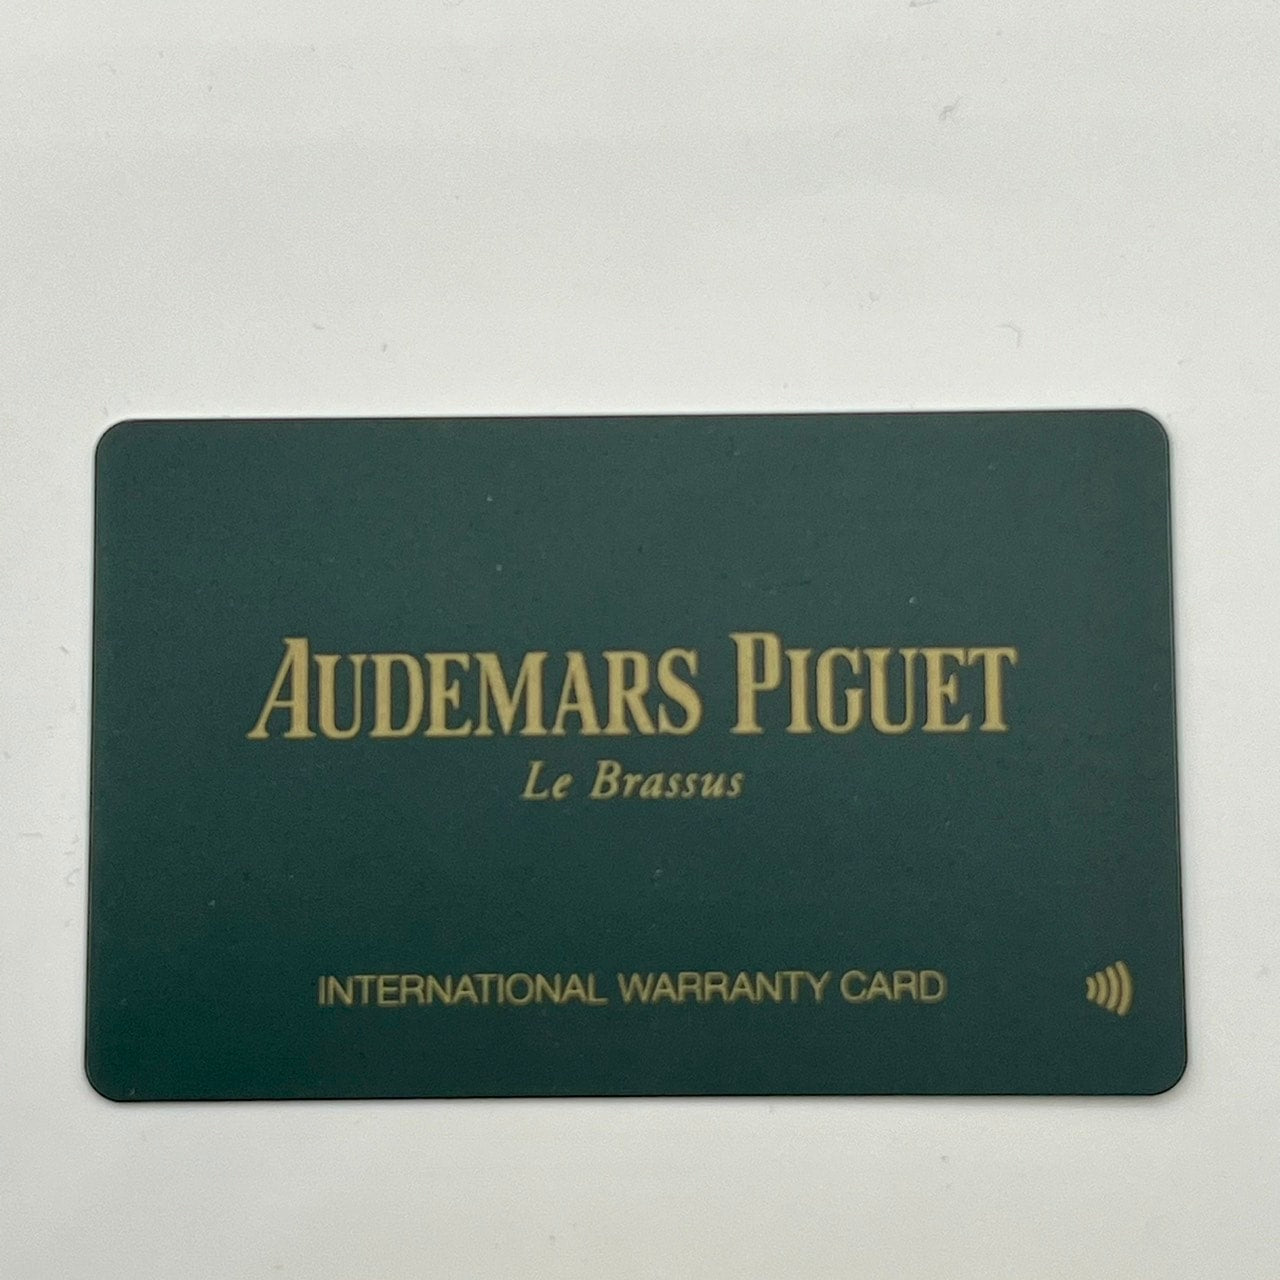 AUDEMARS PIGUET
Le Brassus
INTERNATIONAL WARRANTY CARD